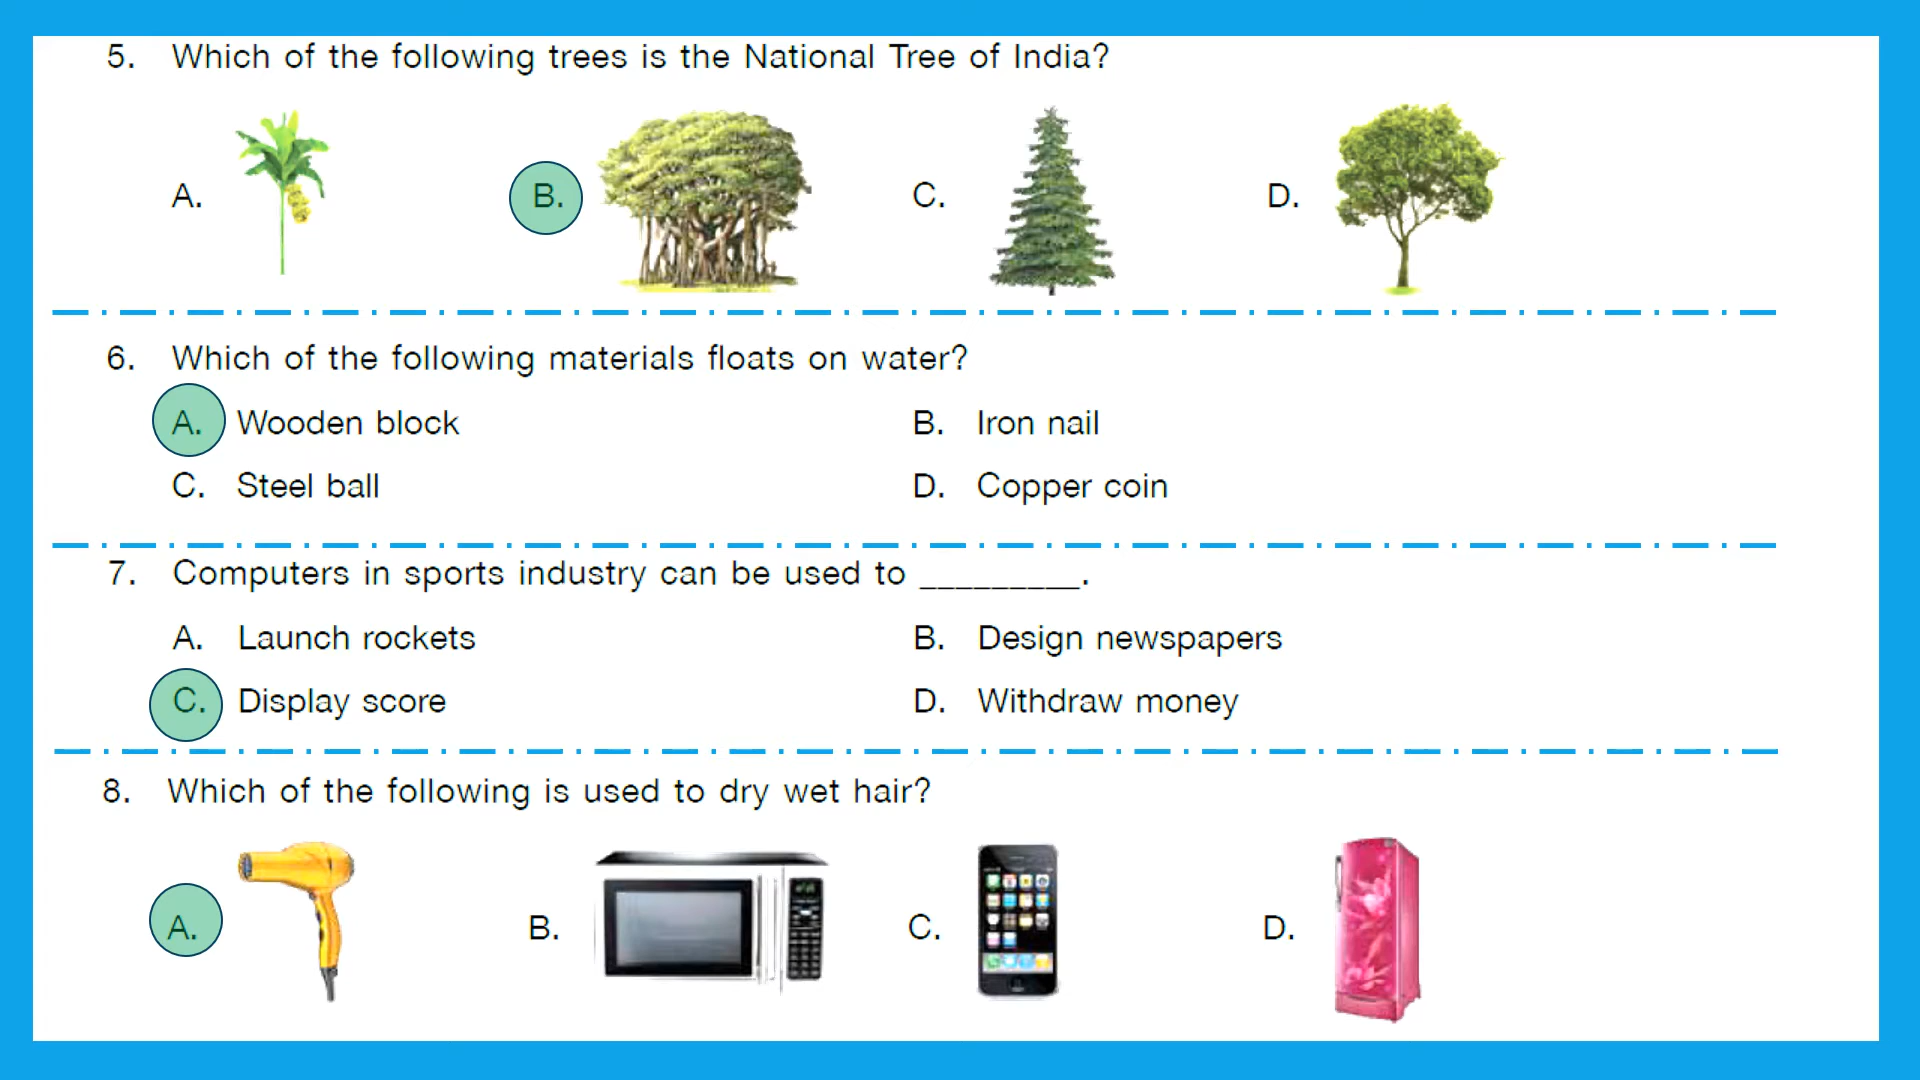 5. Which of the following trees is the National Tree of India?
A. B. C. D.
6. Which of the following materials floats on water?
A. Wooden block B. Iron nail
C. Steel ball D. Copper coin
7. Computers in sports industry can be used to _________.
A. Launch rockets B. Design newspapers
C. Display score D. Withdraw money
8. Which of the following is used to dry wet hair?
A. B. C. D.